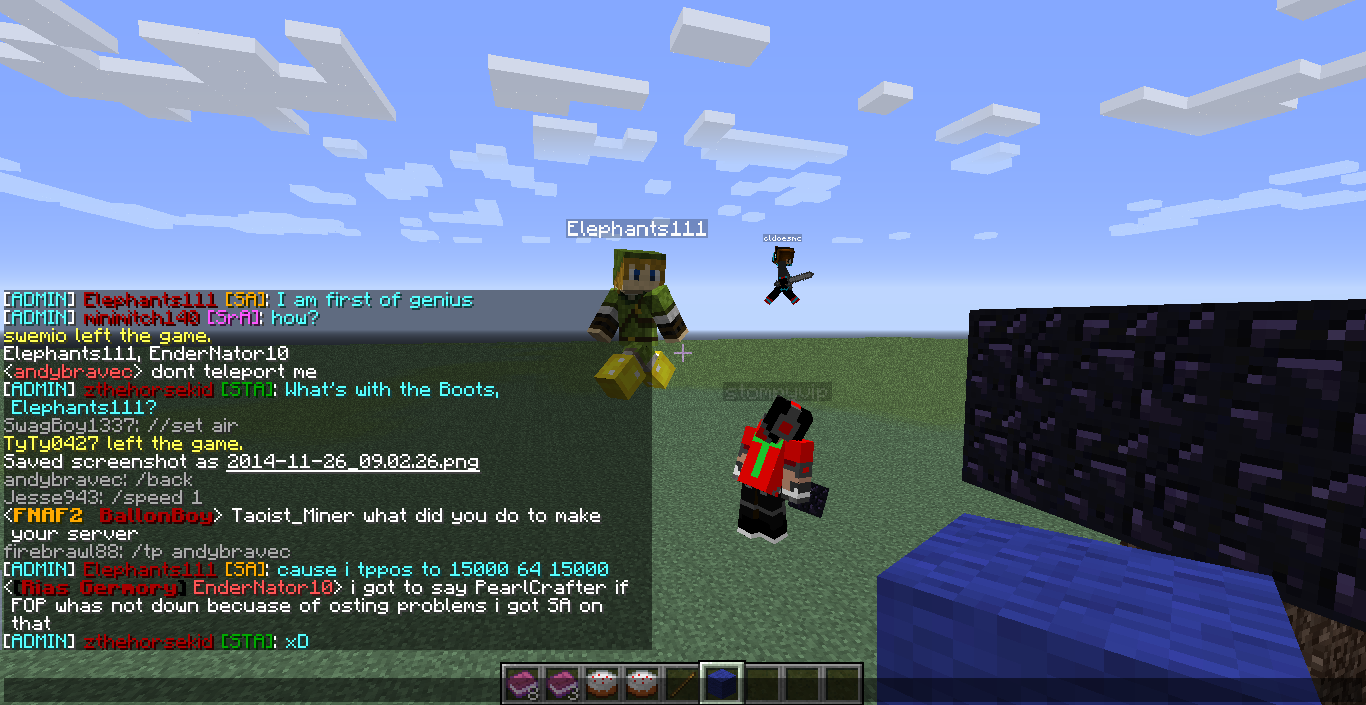 Elephants111
cldoesmc
[ADMIN] Elephants111 [SA]: I am first of genius
[ADMIN] minimitch140 [SrA]: how?
swemio left the game.
Elephants111, EnderNator10
<andybravec> dont teleport me
[ADMIN] zthehorsekid [STA]: What's with the Boots,
Elephants111?
SwagBoy1337: //set air
TyTy0427 left the game.
Saved screenshot as 2014-11-26_09.02.26.png
andybravec: /back
Jesse943: /speed 1
<FNAF2 BallonBoy> Taoist_Miner what did you do to make
your server
firebrawl88: /tp andybravec
[ADMIN] Elephants111 [SA]: cause i tppos to 15000 64 15000
<[Rias Germory] EnderNator10> i got to say PearlCrafter if
FOP whas not down becuase of osting problems i got SA on
that
[ADMIN] zthehorsekid [STA]: xD
8
3